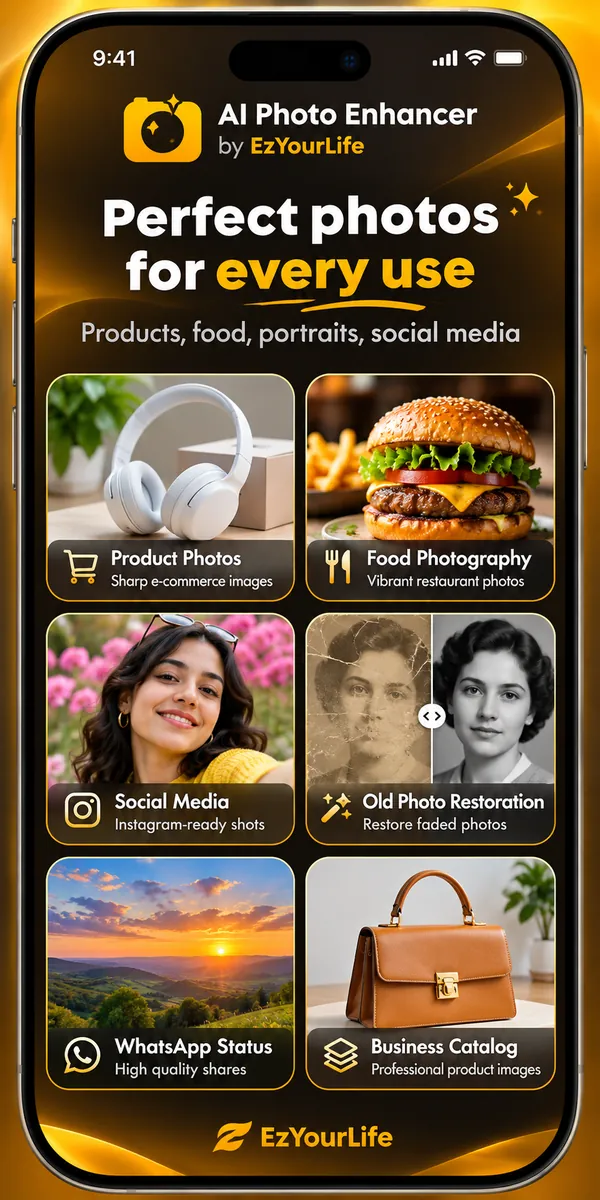 9:41
AI Photo Enhancer
by EzYourLife
Perfect photos
for every use
Products, food, portraits, social media
Product Photos
Sharp e-commerce images
Food Photography
Vibrant restaurant photos
Social Media
Instagram-ready shots
Old Photo Restoration
Restore faded photos
WhatsApp Status
High quality shares
Business Catalog
Professional product images
EzYourLife